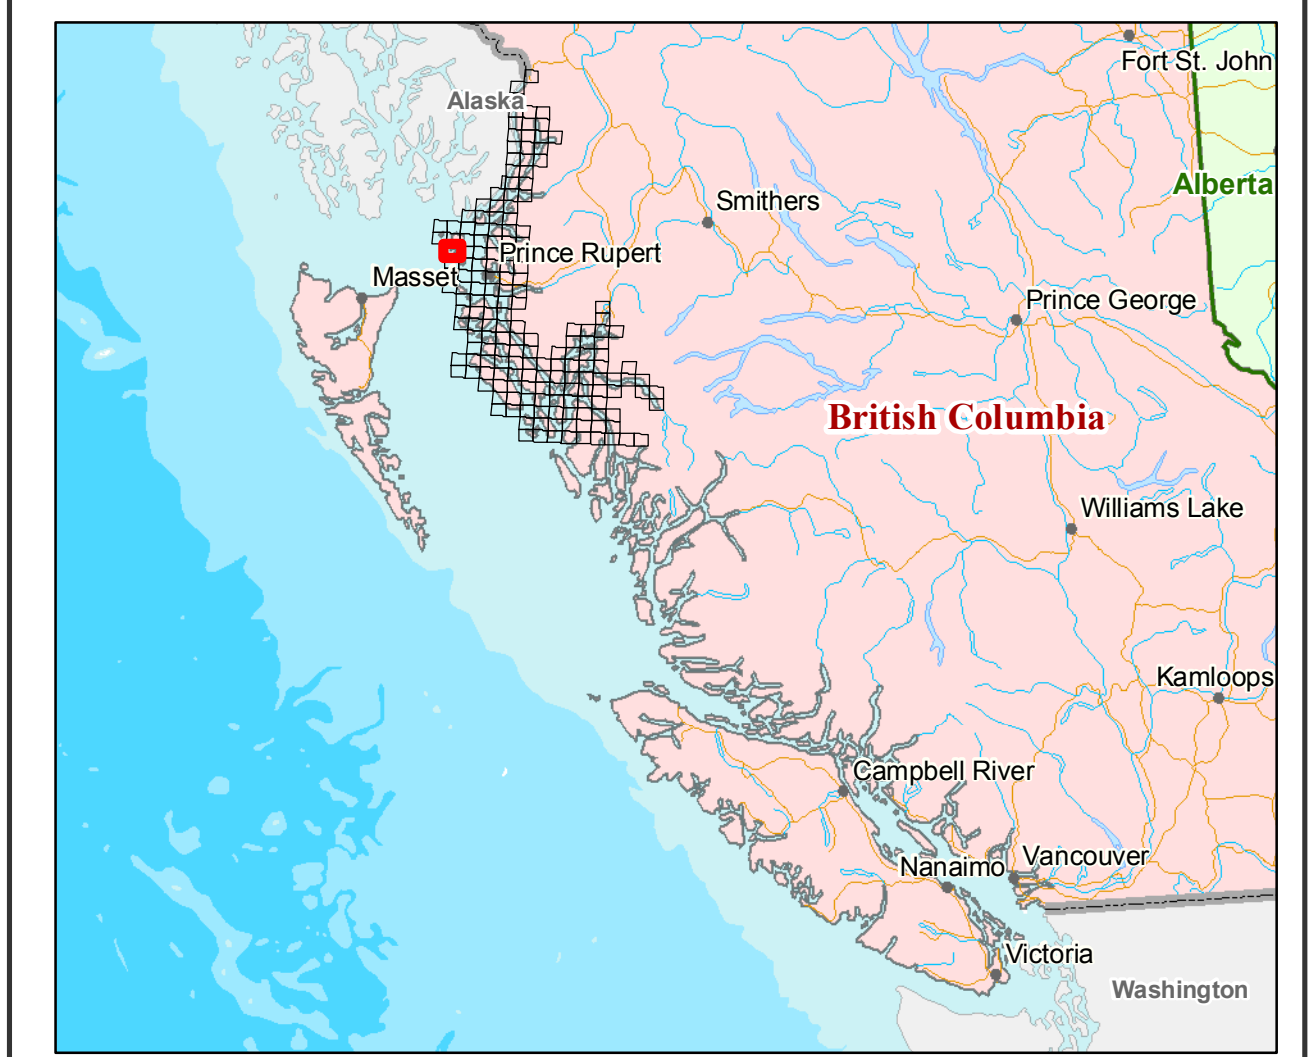 Fort St. John
Alaska
Alberta
Smithers
Prince Rupert
Masset
Prince George
British Columbia
Williams Lake
Kamloops
Campbell River
Vancouver
Nanaimo
Victoria
Washington